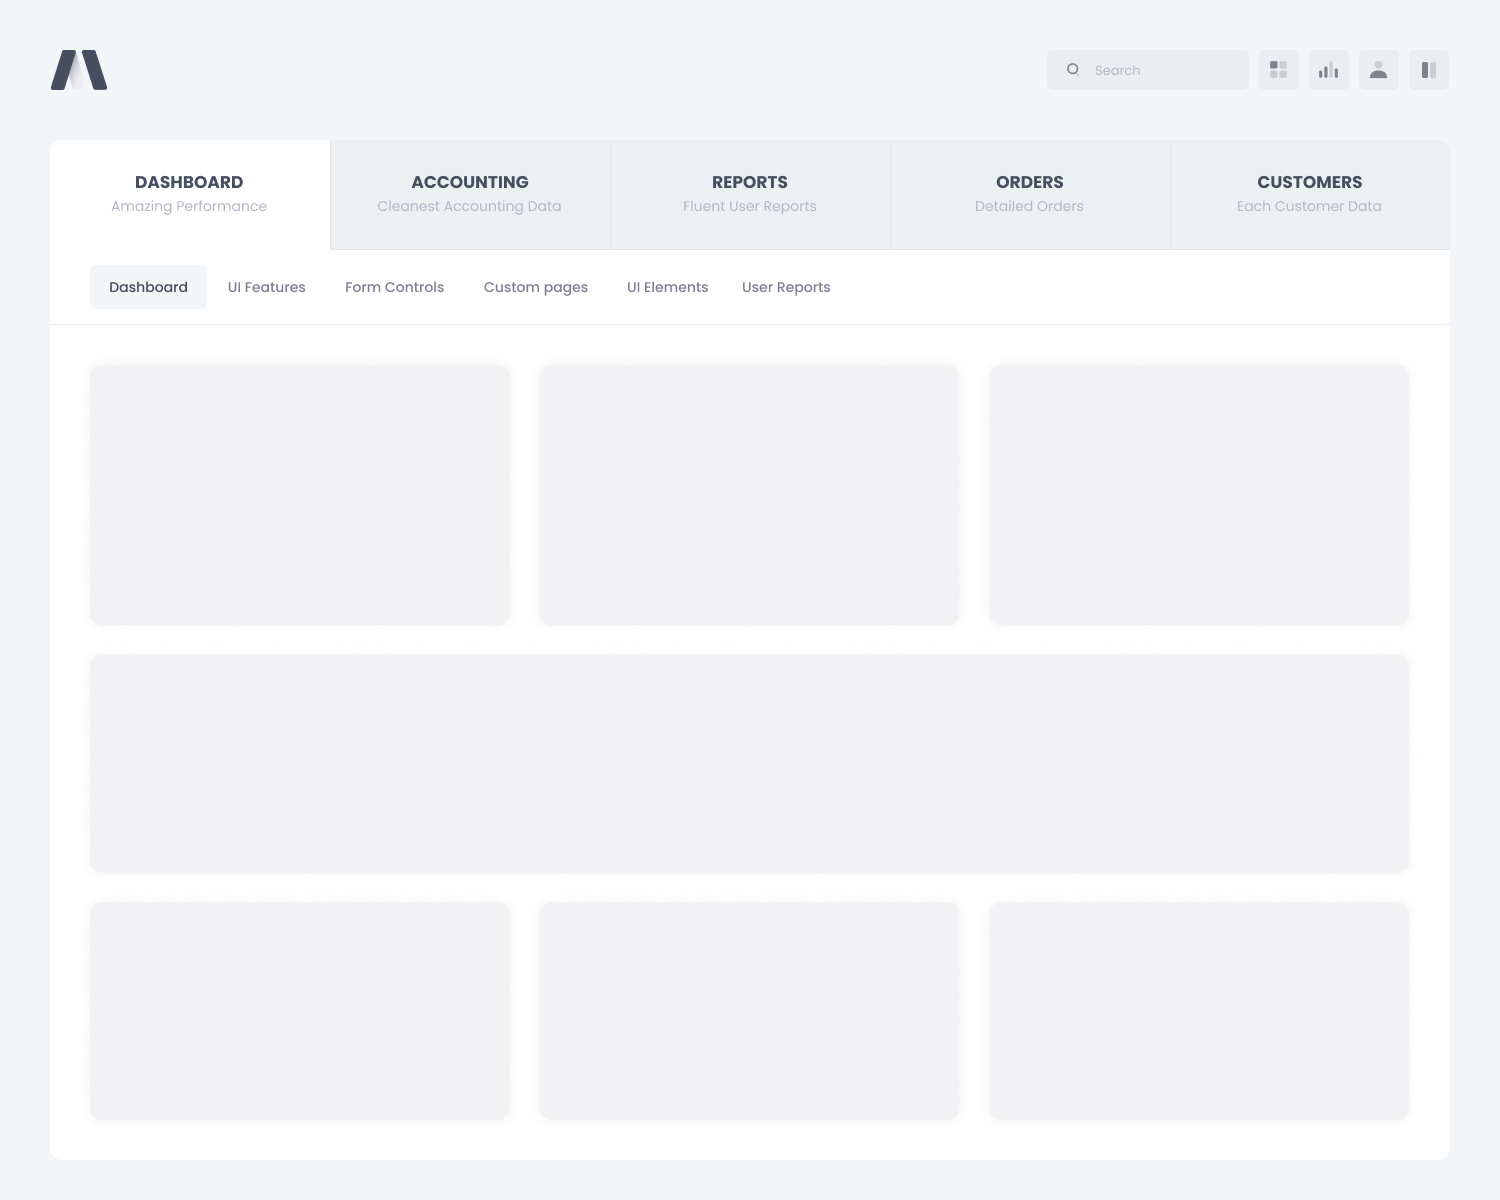 Search
DASHBOARD
Amazing Performance
ACCOUNTING
Cleanest Accounting Data
REPORTS
Fluent User Reports
ORDERS
Detailed Orders
CUSTOMERS
Each Customer Data
Dashboard
UI Features
Form Controls
Custom pages
UI Elements
User Reports